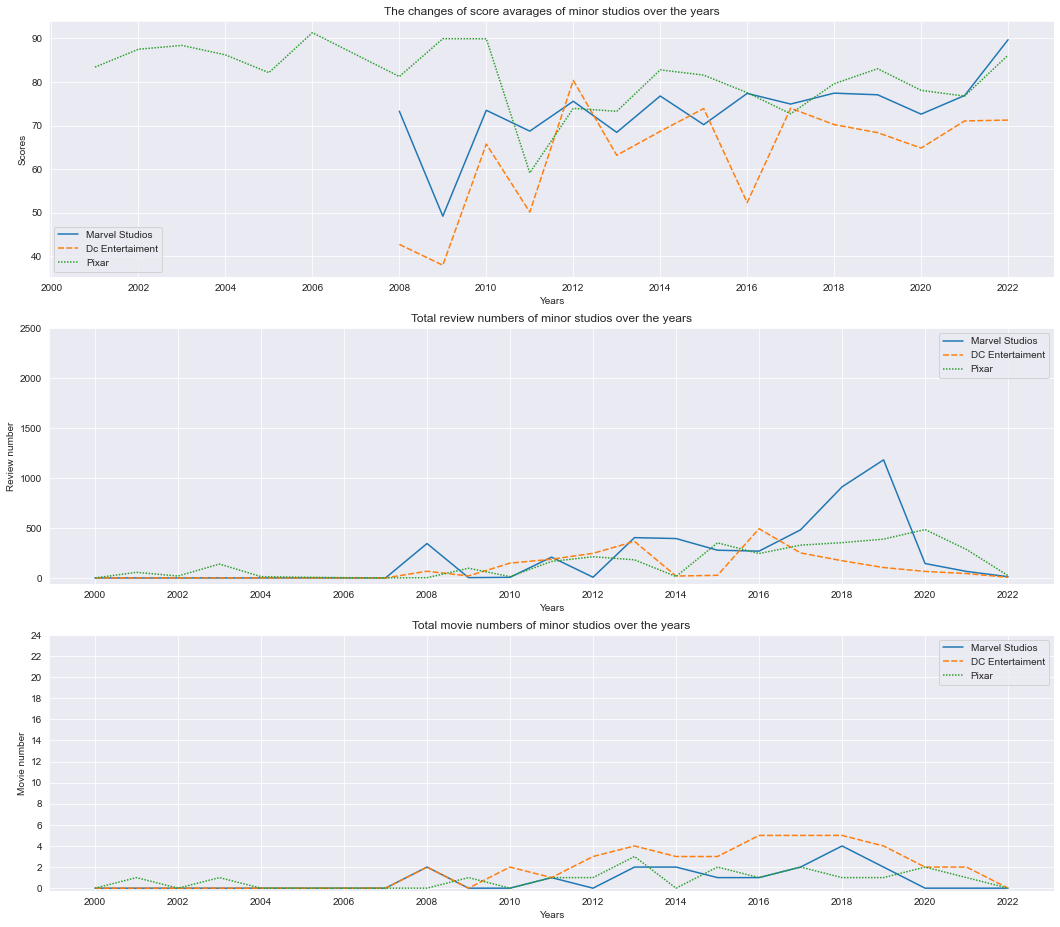 The changes of score avarages of minor studios over the years
90
80
70
60
50
40
Scores
Marvel Studios
Dc Entertaiment
Pixar
2000 2002 2004 2006 2008 2010 2012 2014 2016 2018 2020 2022
Years
Total review numbers of minor studios over the years
2500
2000
1500
1000
500
0
Review number
Marvel Studios
DC Entertaiment
Pixar
2000 2002 2004 2006 2008 2010 2012 2014 2016 2018 2020 2022
Years
Total movie numbers of minor studios over the years
24
22
20
18
16
14
12
10
8
6
4
2
0
Movie number
Marvel Studios
DC Entertaiment
Pixar
2000 2002 2004 2006 2008 2010 2012 2014 2016 2018 2020 2022
Years